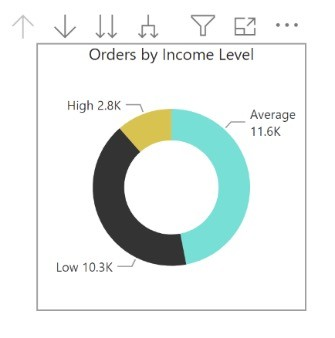 Orders by Income Level
High 2.8K
Average
11.6K
Low 10.3K